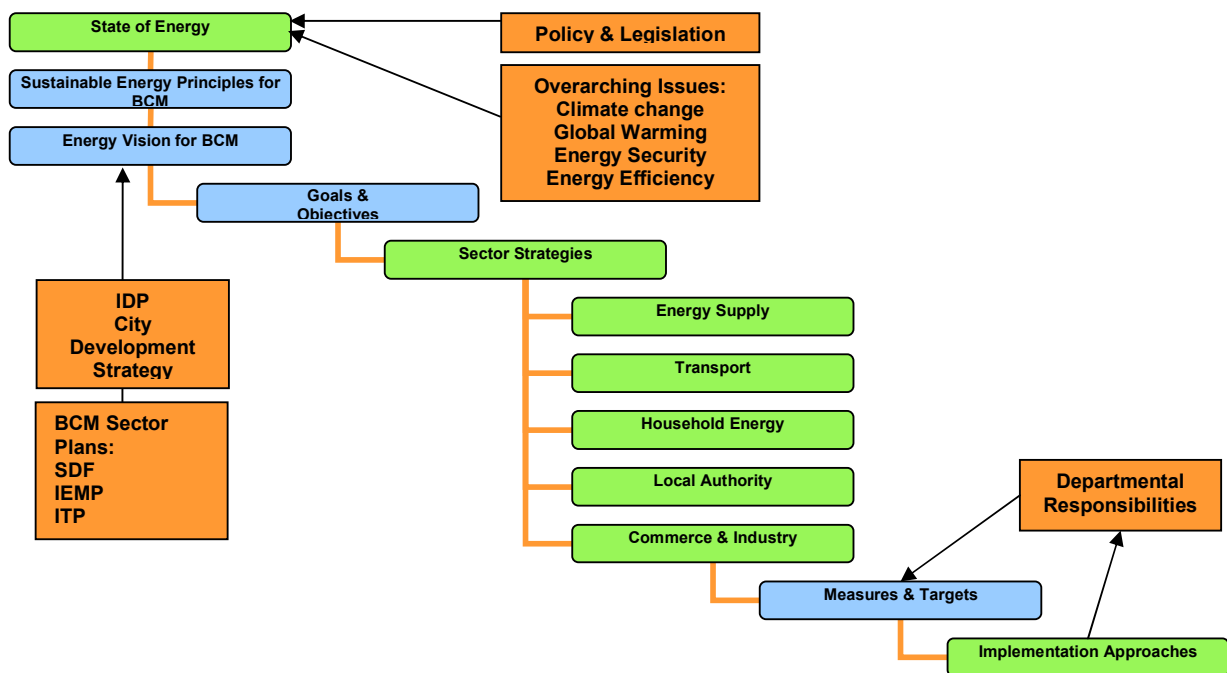 State of Energy
Policy & Legislation
Sustainable Energy Principles for
BCM
Overarching Issues:
Climate change
Global Warming
Energy Security
Energy Efficiency
Energy Vision for BCM
Goals &
Objectives
Sector Strategies
IDP
City
Development
Strategy
Energy Supply
Transport
BCM Sector
Plans:
SDF
IEMP
ITP
Household Energy
Local Authority
Departmental
Responsibilities
Commerce & Industry
Measures & Targets
Implementation Approaches